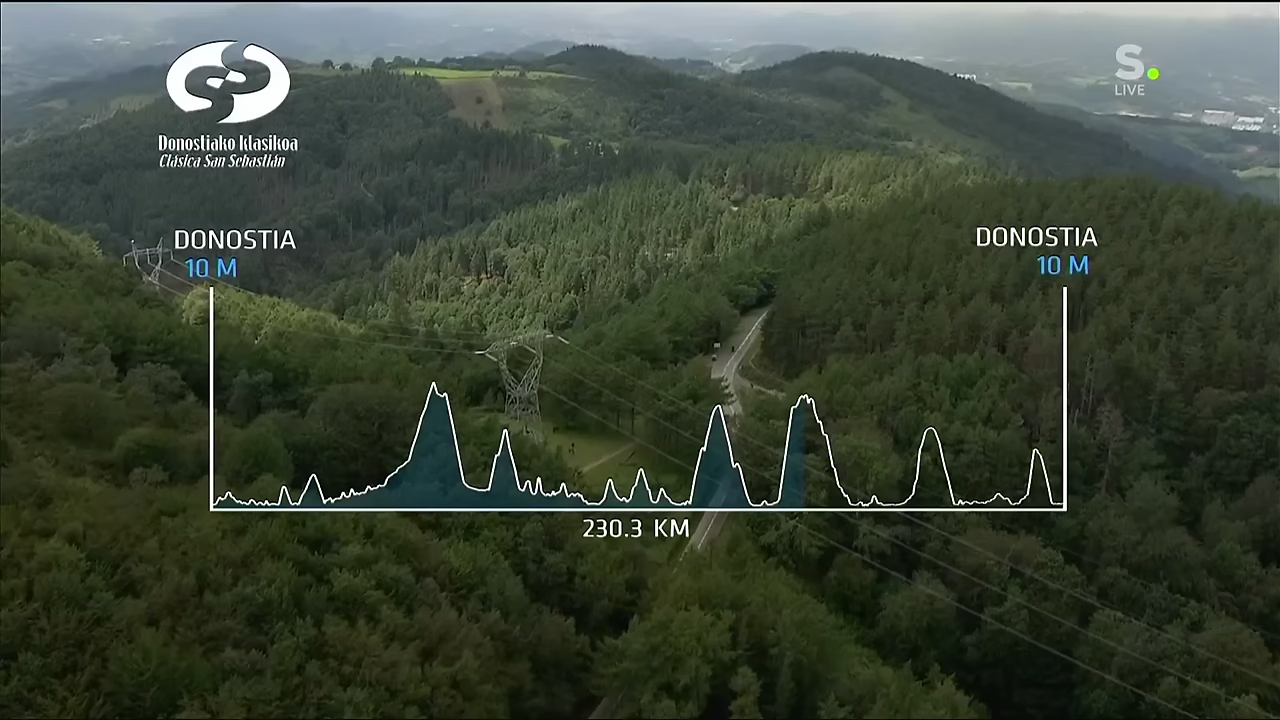 Donostiako klasikoa
Clásica San Sebastián
S.
LIVE
DONOSTIA
10 M
DONOSTIA
10 M
230.3 KM